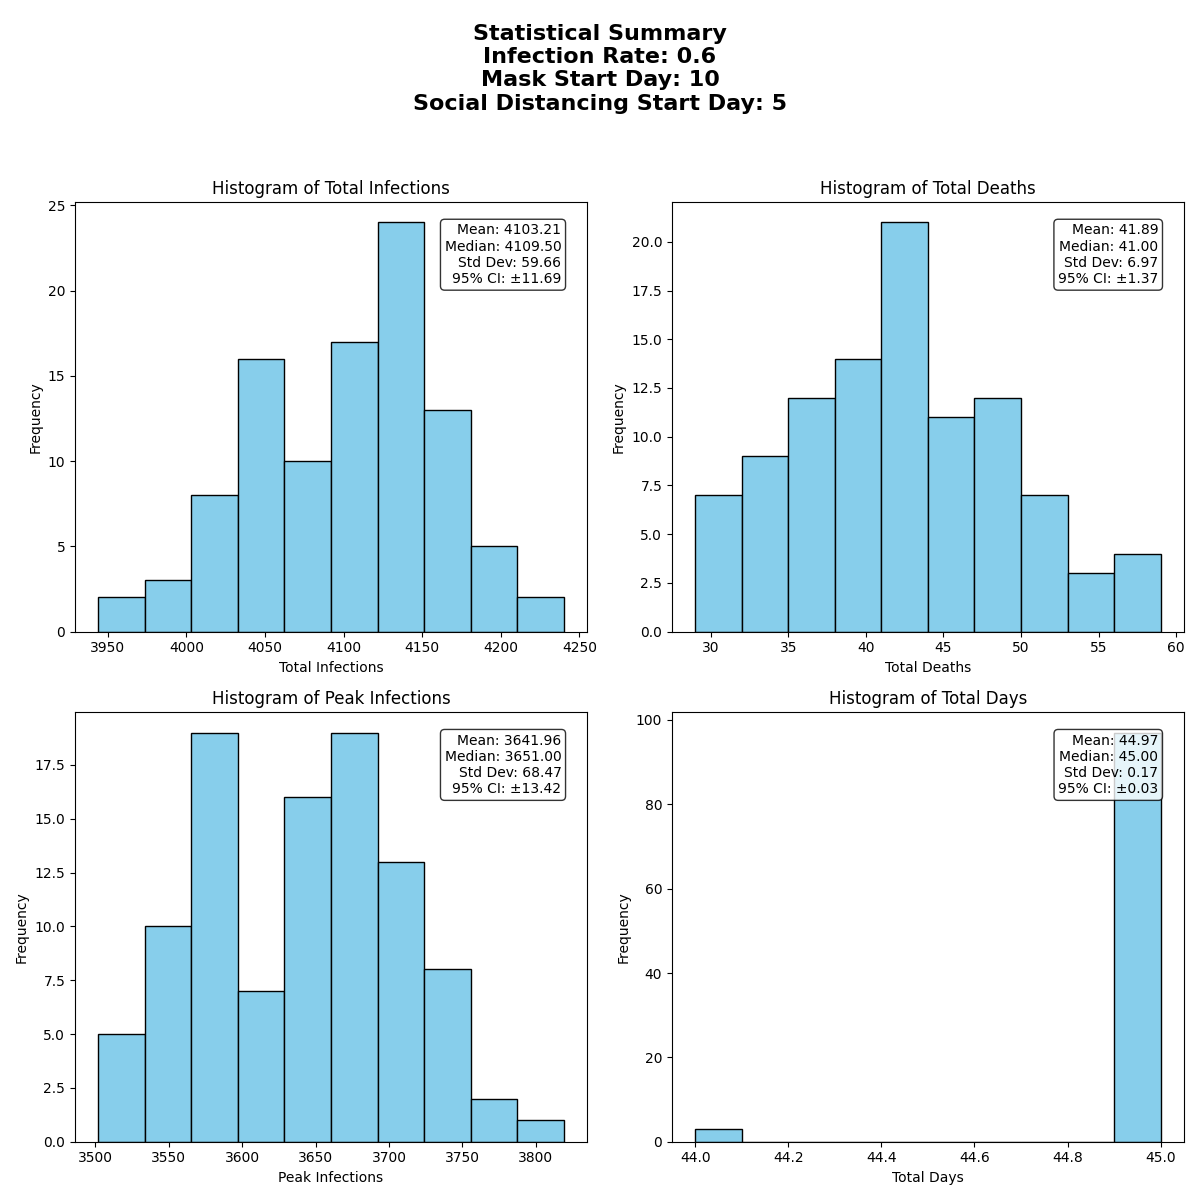 Statistical Summary
Infection Rate: 0.6
Mask Start Day: 10
Social Distancing Start Day: 5
Histogram of Total Infections
Mean: 4103.21
Median: 4109.50
Std Dev: 59.66
95% CI: ±11.69
25
20
15
10
5
0
Frequency
3950 4000 4050 4100 4150 4200 4250
Total Infections
Histogram of Total Deaths
Mean: 41.89
Median: 41.00
Std Dev: 6.97
95% CI: ±1.37
20.0
17.5
15.0
12.5
10.0
7.5
5.0
2.5
0.0
Frequency
30 35 40 45 50 55 60
Total Deaths
Histogram of Peak Infections
Mean: 3641.96
Median: 3651.00
Std Dev: 68.47
95% CI: ±13.42
17.5
15.0
12.5
10.0
7.5
5.0
2.5
0.0
Frequency
3500 3550 3600 3650 3700 3750 3800
Peak Infections
Histogram of Total Days
Mean: 44.97
Median: 45.00
Std Dev: 0.17
95% CI: ±0.03
100
80
60
40
20
0
Frequency
44.0 44.2 44.4 44.6 44.8 45.0
Total Days